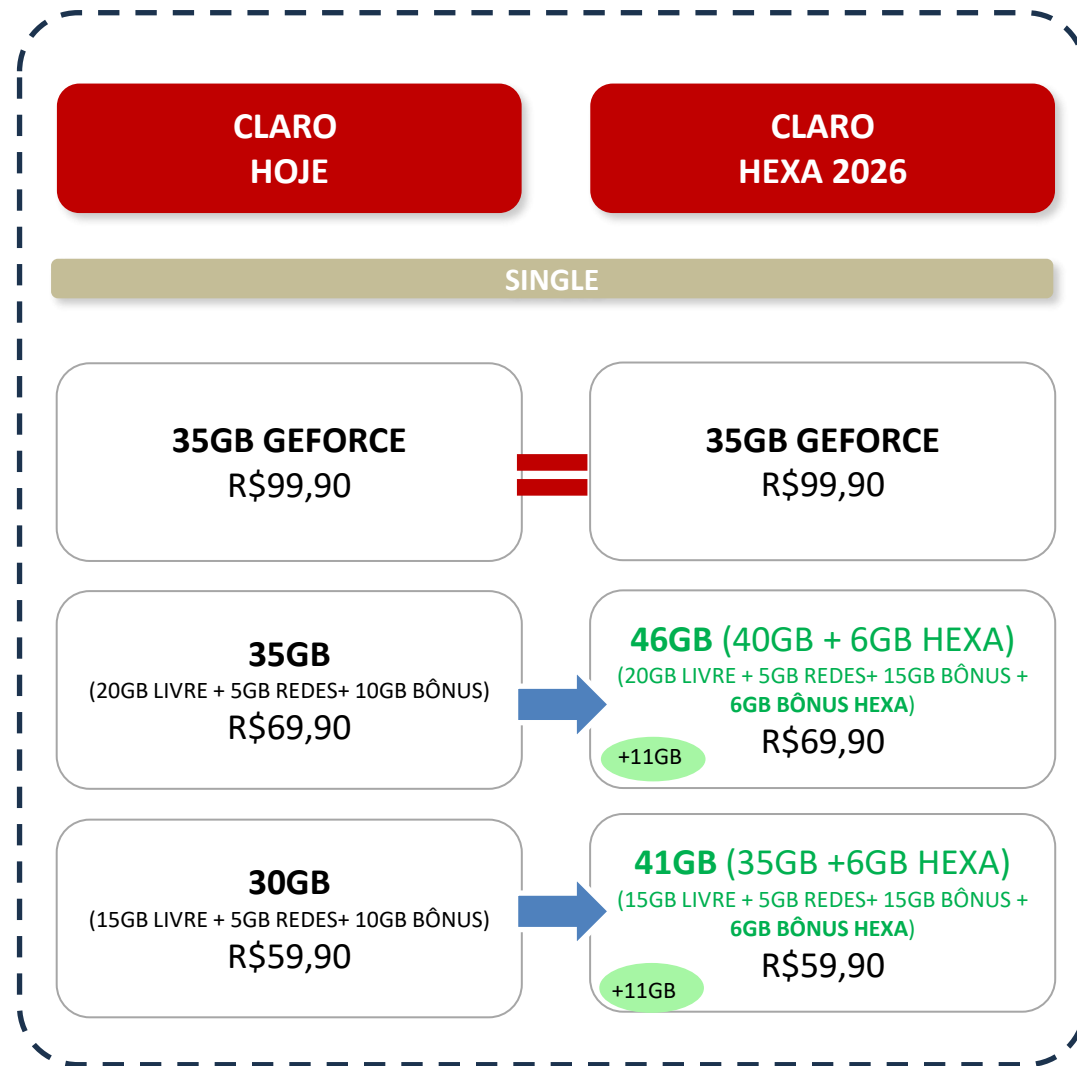 CLARO
HOJE
CLARO
HEXA 2026
SINGLE
35GB GEFORCE
R$99,90
35GB GEFORCE
R$99,90
35GB
(20GB LIVRE + 5GB REDES+ 10GB BÔNUS)
R$69,90
46GB (40GB + 6GB HEXA)
(20GB LIVRE + 5GB REDES+ 15GB BÔNUS +
6GB BÔNUS HEXA)
R$69,90
+11GB
30GB
(15GB LIVRE + 5GB REDES+ 10GB BÔNUS)
R$59,90
41GB (35GB +6GB HEXA)
(15GB LIVRE + 5GB REDES+ 15GB BÔNUS +
6GB BÔNUS HEXA)
R$59,90
+11GB